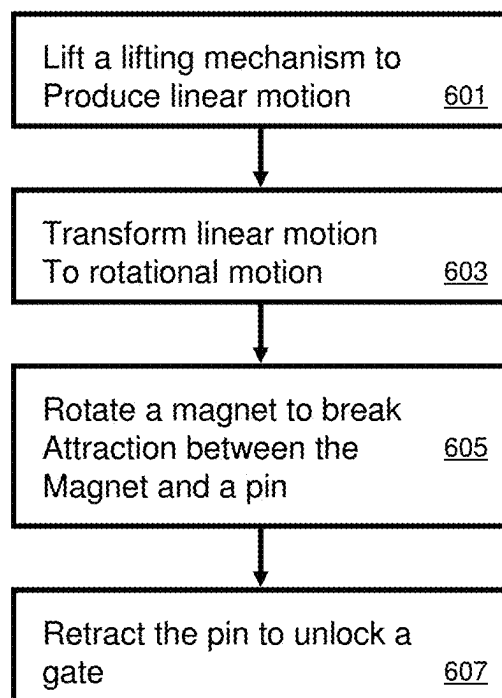 Lift a lifting mechanism to
Produce linear motion 601
Transform linear motion
To rotational motion 603
Rotate a magnet to break
Attraction between the 605
Magnet and a pin
Retract the pin to unlock a
gate 607